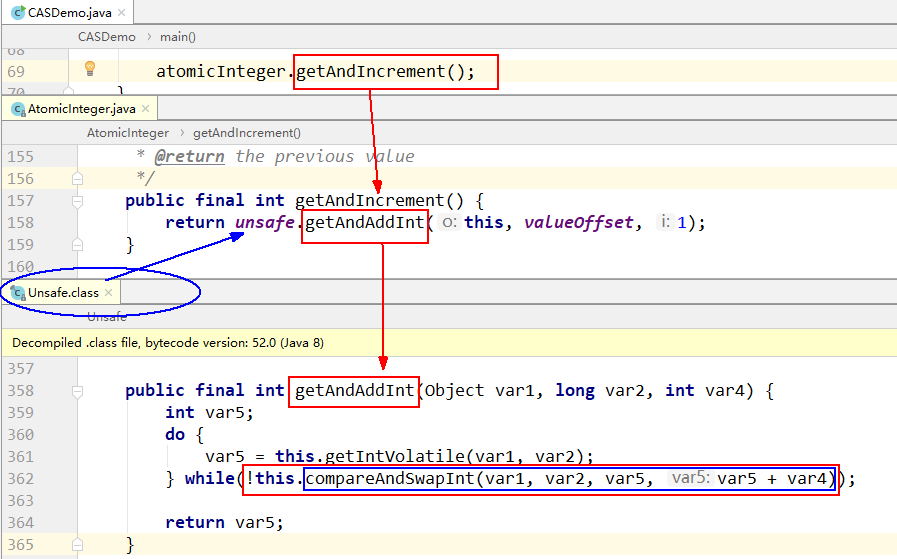 CASDemo.java
CASDemo main()
68
69 atomicInteger.getAndIncrement();
70 }
AtomicInteger.java
AtomicInteger getAndIncrement()
155 * @return the previous value
156 */
157 public final int getAndIncrement() {
158 return unsafe.getAndAddInt( o: this, valueOffset, i: 1);
159 }
160
Unsafe.class
Unsafe
Decompiled .class file, bytecode version: 52.0 (Java 8)
357
358 public final int getAndAddInt(Object var1, long var2, int var4) {
359 int var5;
360 do {
361 var5 = this.getIntVolatile(var1, var2);
362 } while(!this.compareAndSwapInt(var1, var2, var5, var5: var5 + var4));
363
364 return var5;
365 }